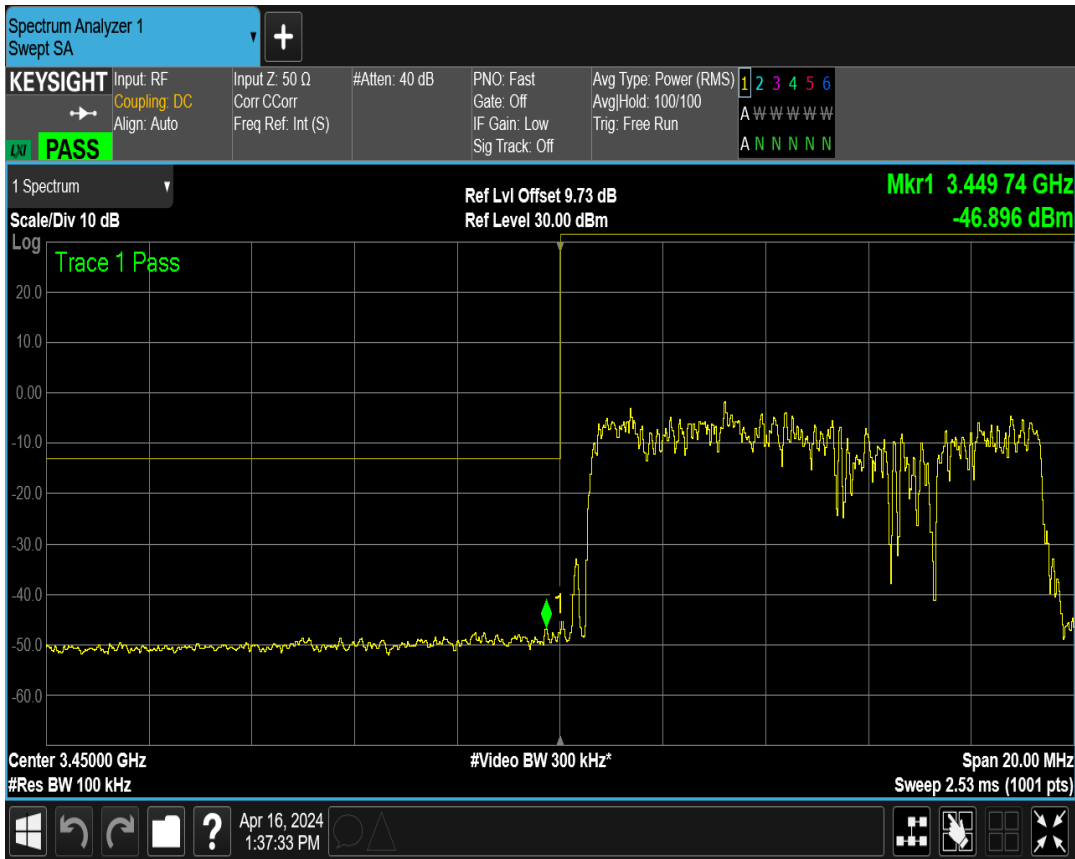 Spectrum Analyzer 1
Swept SA
+
KEYSIGHT
LXI PASS
Input: RF
Coupling: DC
Align: Auto
Input Z: 50 Ω
Corr CCorr
Freq Ref: Int (S)
#Atten: 40 dB
PNO: Fast
Gate: Off
IF Gain: Low
Sig Track: Off
Avg Type: Power (RMS)
Avg|Hold: 100/100
Trig: Free Run
1 2 3 4 5 6
A W W W W W
A N N N N N
1 Spectrum
Scale/Div 10 dB
Ref Lvl Offset 9.73 dB
Ref Level 30.00 dBm
Mkr1 3.449 74 GHz
-46.896 dBm
Log
Trace 1 Pass
20.0
10.0
0.00
-10.0
-20.0
-30.0
-40.0
1
-50.0
-60.0
Center 3.45000 GHz
#Video BW 300 kHz*
Span 20.00 MHz
#Res BW 100 kHz
Sweep 2.53 ms (1001 pts)
?
Apr 16, 2024
1:37:33 PM